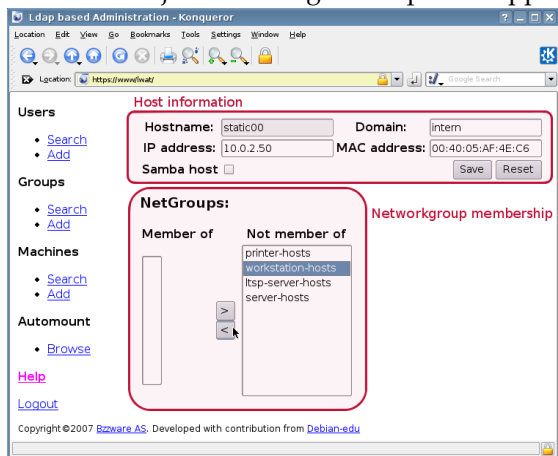 Ldap based Administration - Konqueror
Location Edit View Go Bookmarks Tools Settings Window Help
Location: https://www/lwat/ Google Search
Users
Search
Add
Groups
Search
Add
Machines
Search
Add
Automount
Browse
Help
Logout
Host information
Hostname: static00 Domain: intern
IP address: 10.0.2.50 MAC address: 00:40:05:AF:4E:C6
Samba host Save Reset
NetGroups:
Networkgroup membership
Member of Not member of
printer-hosts
workstation-hosts
ltsp-server-hosts
server-hosts
>
<
Copyright©2007 Bzzware AS. Developed with contribution from Debian-edu